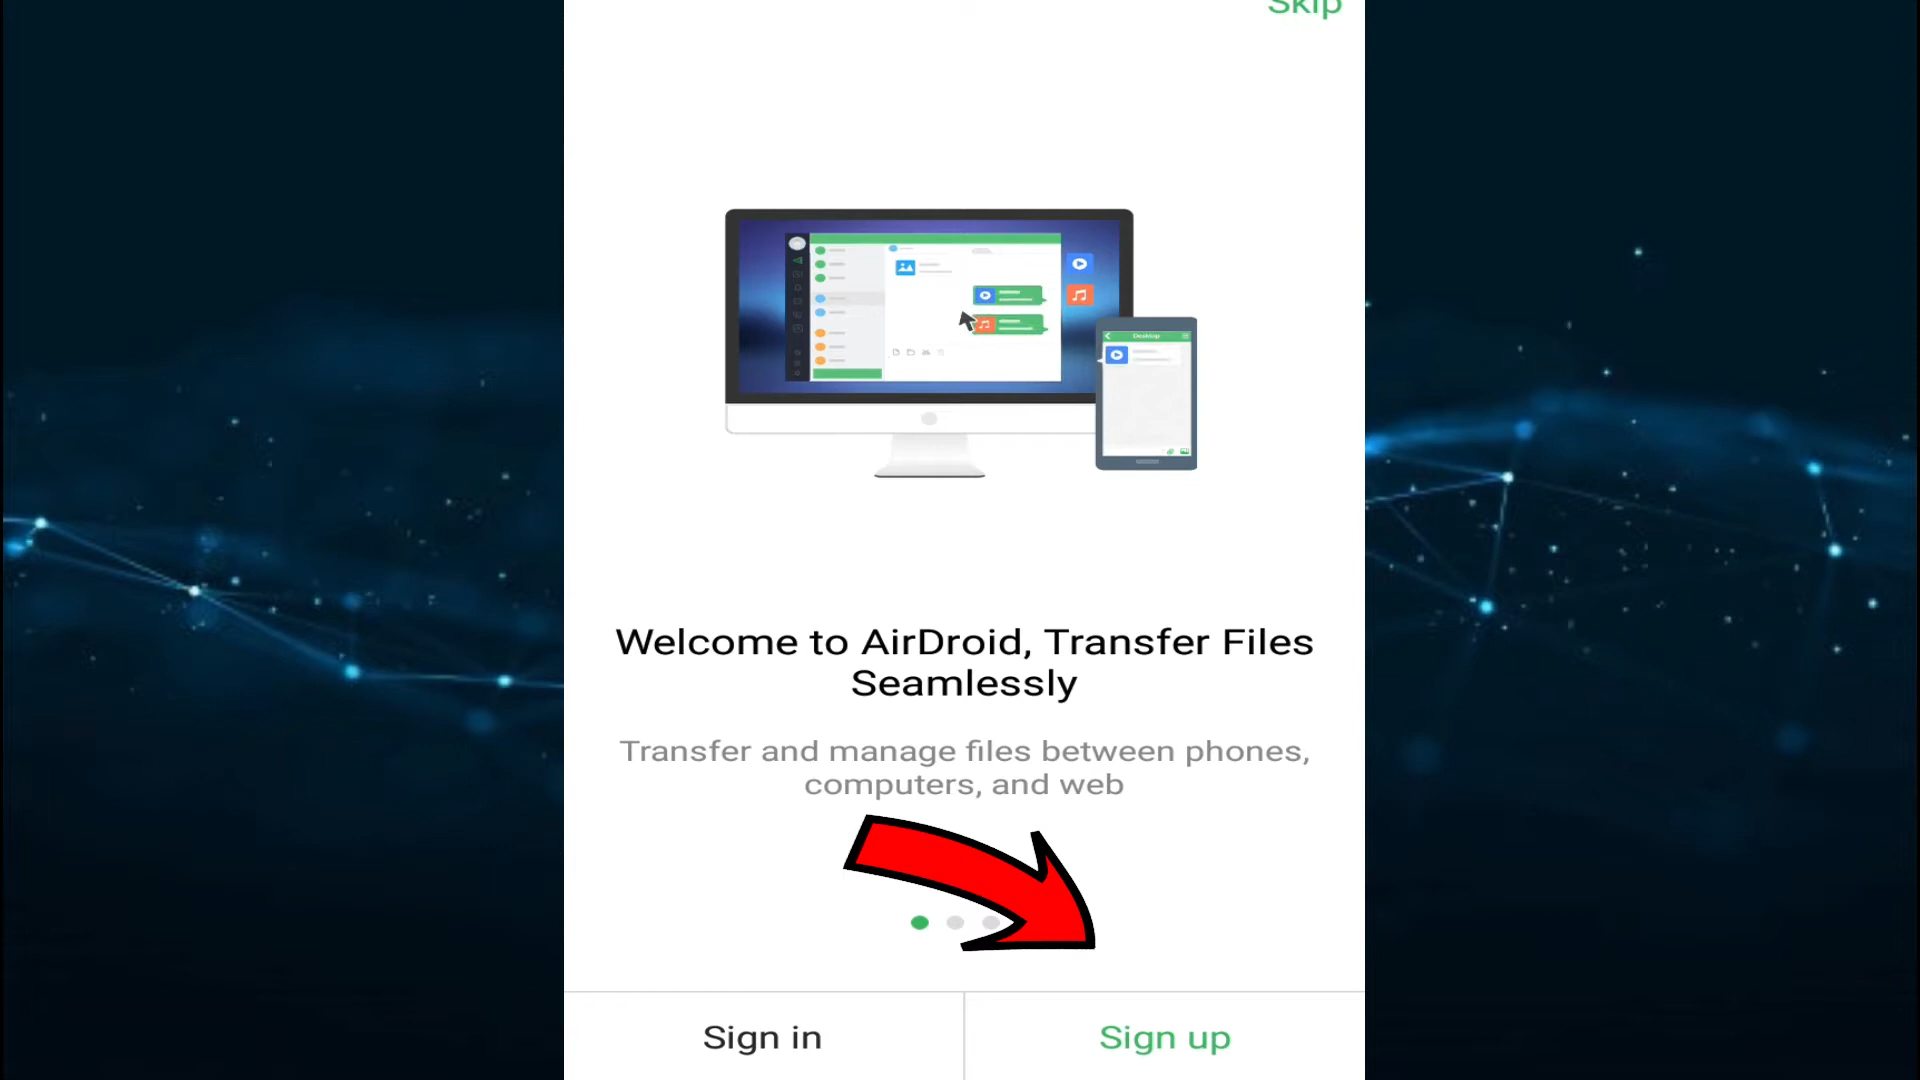 Skip
Desktop
Welcome to AirDroid, Transfer Files
Seamlessly
Transfer and manage files between phones,
computers, and web
Sign in
Sign up